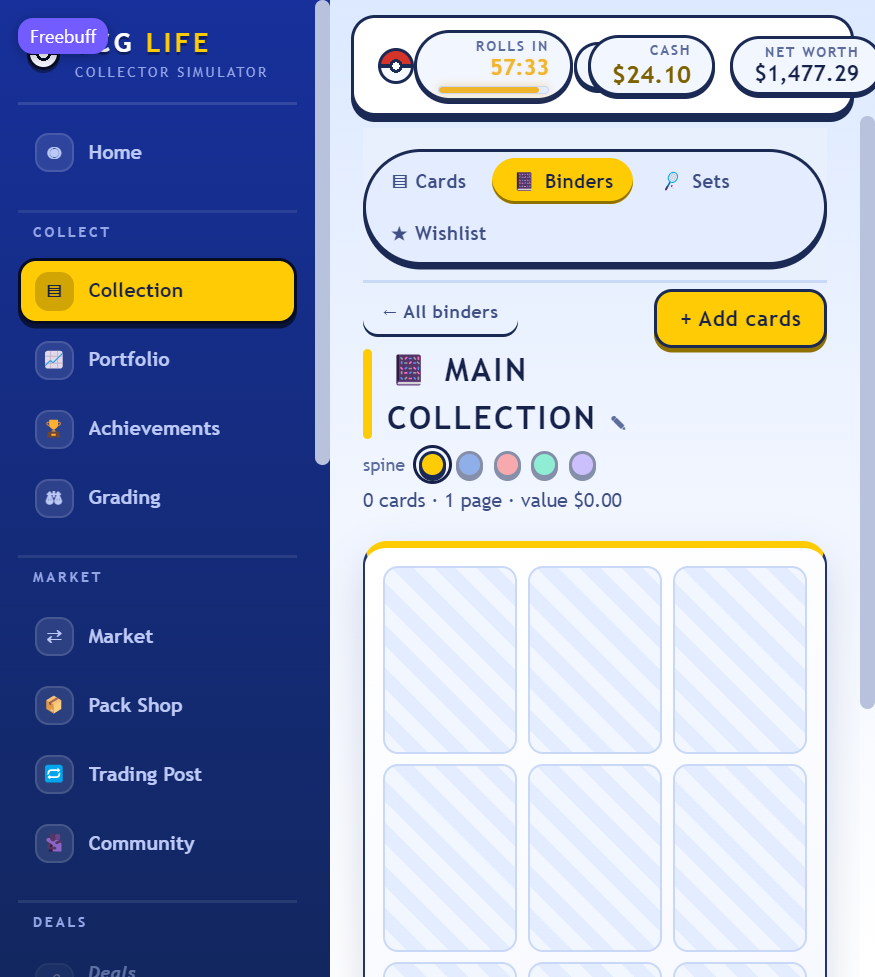 Freebuff
CG LIFE
COLLECTOR SIMULATOR
Home
COLLECT
Collection
Portfolio
Achievements
Grading
MARKET
Market
Pack Shop
Trading Post
Community
DEALS
Deals
ROLLS IN
57:33
CASH
$24.10
NET WORTH
$1,477.29
Cards
Binders
Sets
★ Wishlist
← All binders
+ Add cards
MAIN
COLLECTION
spine
0 cards · 1 page · value $0.00